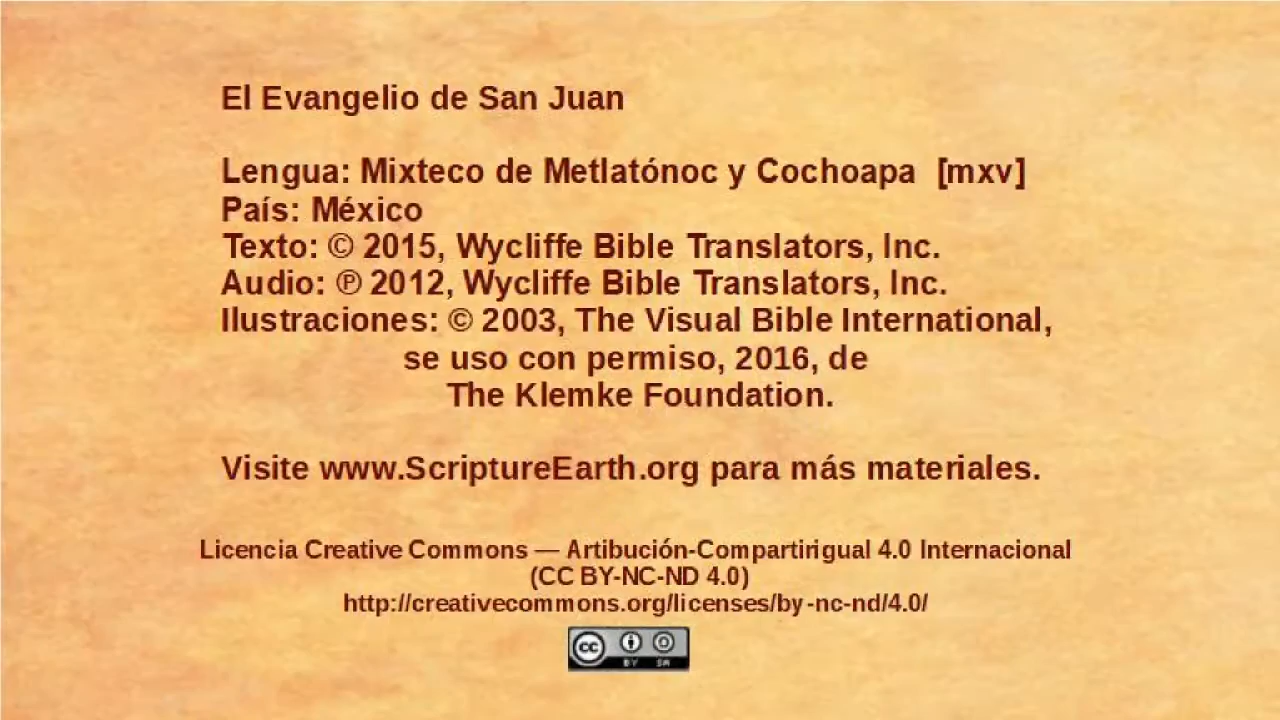 El Evangelio de San Juan
Lengua: Mixteco de Metlatónoc y Cochoapa [mxv]
País: México
Texto: © 2015, Wycliffe Bible Translators, Inc.
Audio: ℗ 2012, Wycliffe Bible Translators, Inc.
Ilustraciones: © 2003, The Visual Bible International,
se uso con permiso, 2016, de
The Klemke Foundation.
Visite www.ScriptureEarth.org para más materiales.
Licencia Creative Commons — Artibución-Compartirigual 4.0 Internacional
(CC BY-NC-ND 4.0)
http://creativecommons.org/licenses/by-nc-nd/4.0/
cc
BY SA